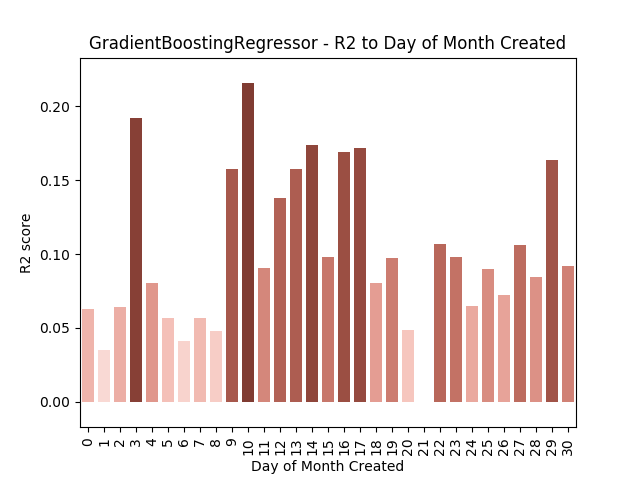 GradientBoostingRegressor - R2 to Day of Month Created
0.20
0.15
0.10
0.05
0.00
R2 score
0 1 2 3 4 5 6 7 8 9 10 11 12 13 14 15 16 17 18 19 20 21 22 23 24 25 26 27 28 29 30
Day of Month Created